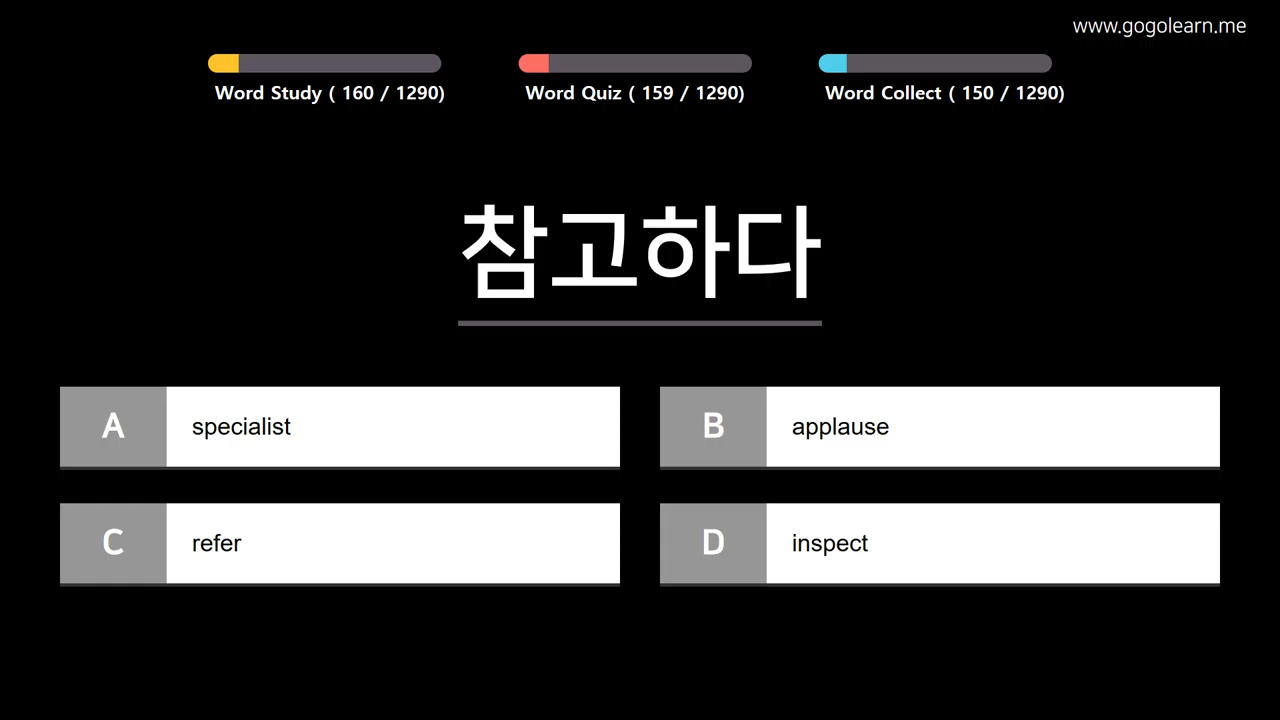 www.gogolearn.me
Word Study ( 160 / 1290)
Word Quiz ( 159 / 1290)
Word Collect ( 150 / 1290)
참고하다
A specialist
B applause
C refer
D inspect